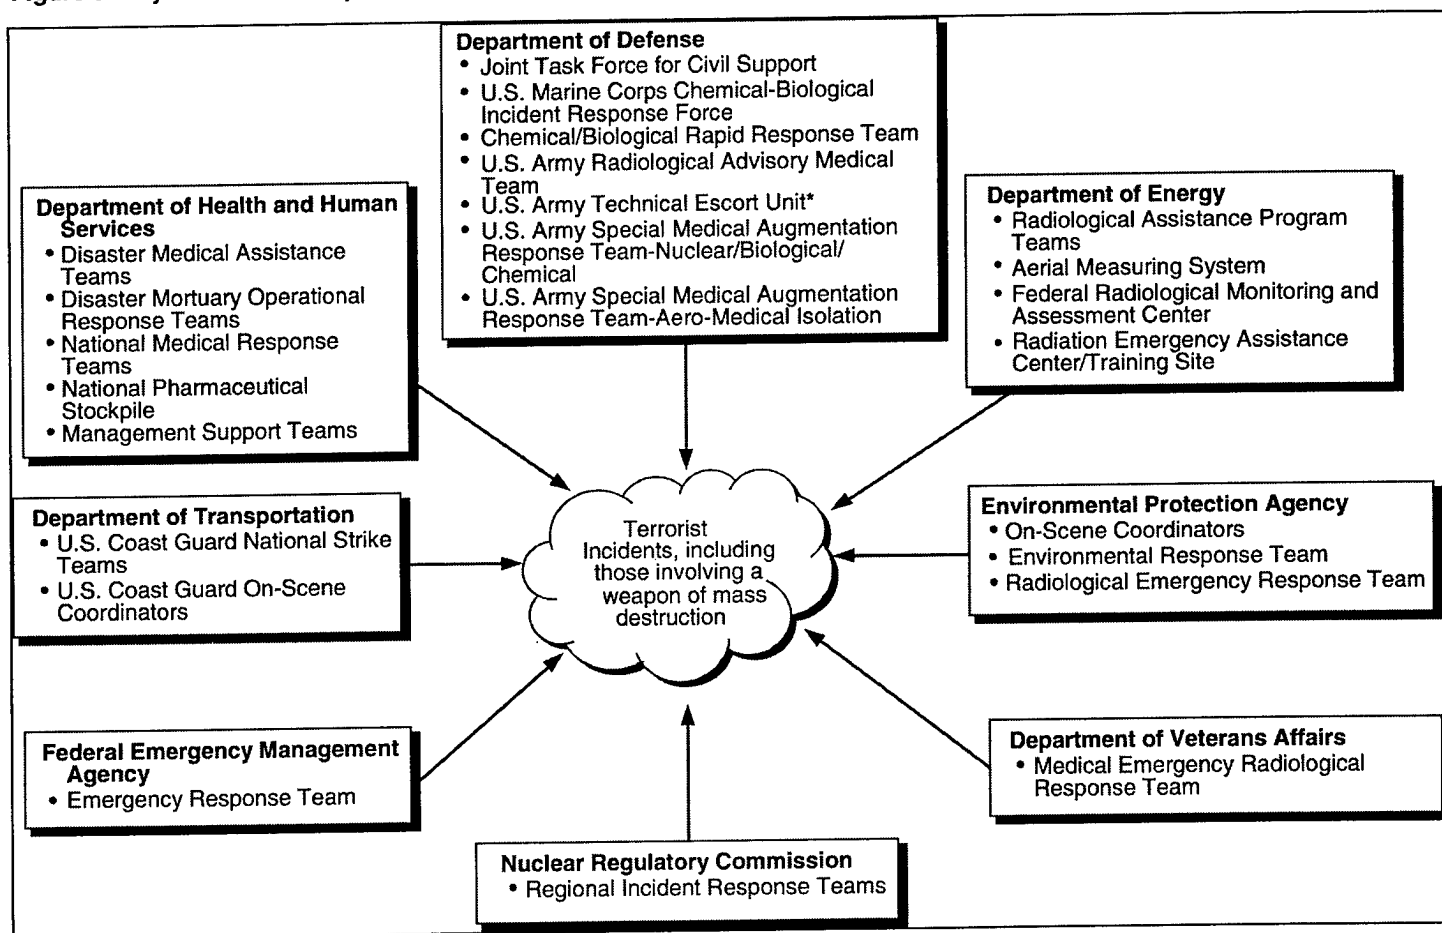 Department of Defense
• Joint Task Force for Civil Support
• U.S. Marine Corps Chemical-Biological
Incident Response Force
• Chemical/Biological Rapid Response Team
• U.S. Army Radiological Advisory Medical
Team
• U.S. Army Technical Escort Unit*
• U.S. Army Special Medical Augmentation
Response Team-Nuclear/Biological/
Chemical
• U.S. Army Special Medical Augmentation
Response Team-Aero-Medical Isolation
Department of Health and Human
Services
• Disaster Medical Assistance
Teams
• Disaster Mortuary Operational
Response Teams
• National Medical Response
Teams
• National Pharmaceutical
Stockpile
• Management Support Teams
Department of Energy
• Radiological Assistance Program
Teams
• Aerial Measuring System
• Federal Radiological Monitoring and
Assessment Center
• Radiation Emergency Assistance
Center/Training Site
Department of Transportation
• U.S. Coast Guard National Strike
Teams
• U.S. Coast Guard On-Scene
Coordinators
Terrorist
Incidents, including
those involving a
weapon of mass
destruction
Environmental Protection Agency
• On-Scene Coordinators
• Environmental Response Team
• Radiological Emergency Response Team
Federal Emergency Management
Agency
• Emergency Response Team
Department of Veterans Affairs
• Medical Emergency Radiological
Response Team
Nuclear Regulatory Commission
• Regional Incident Response Teams